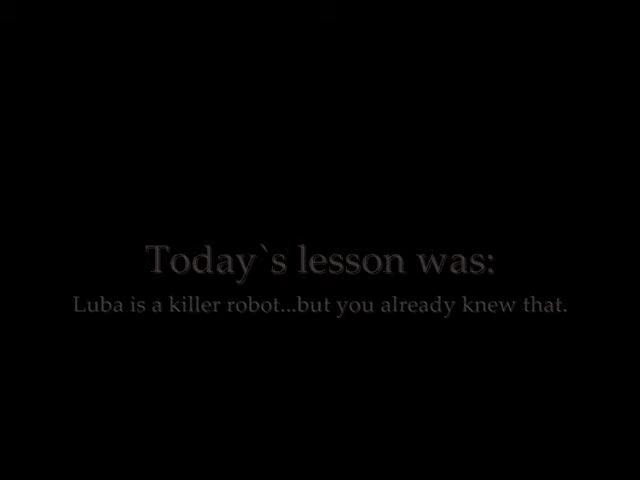 Today`s lesson was:
Luba is a killer robot...but you already knew that.